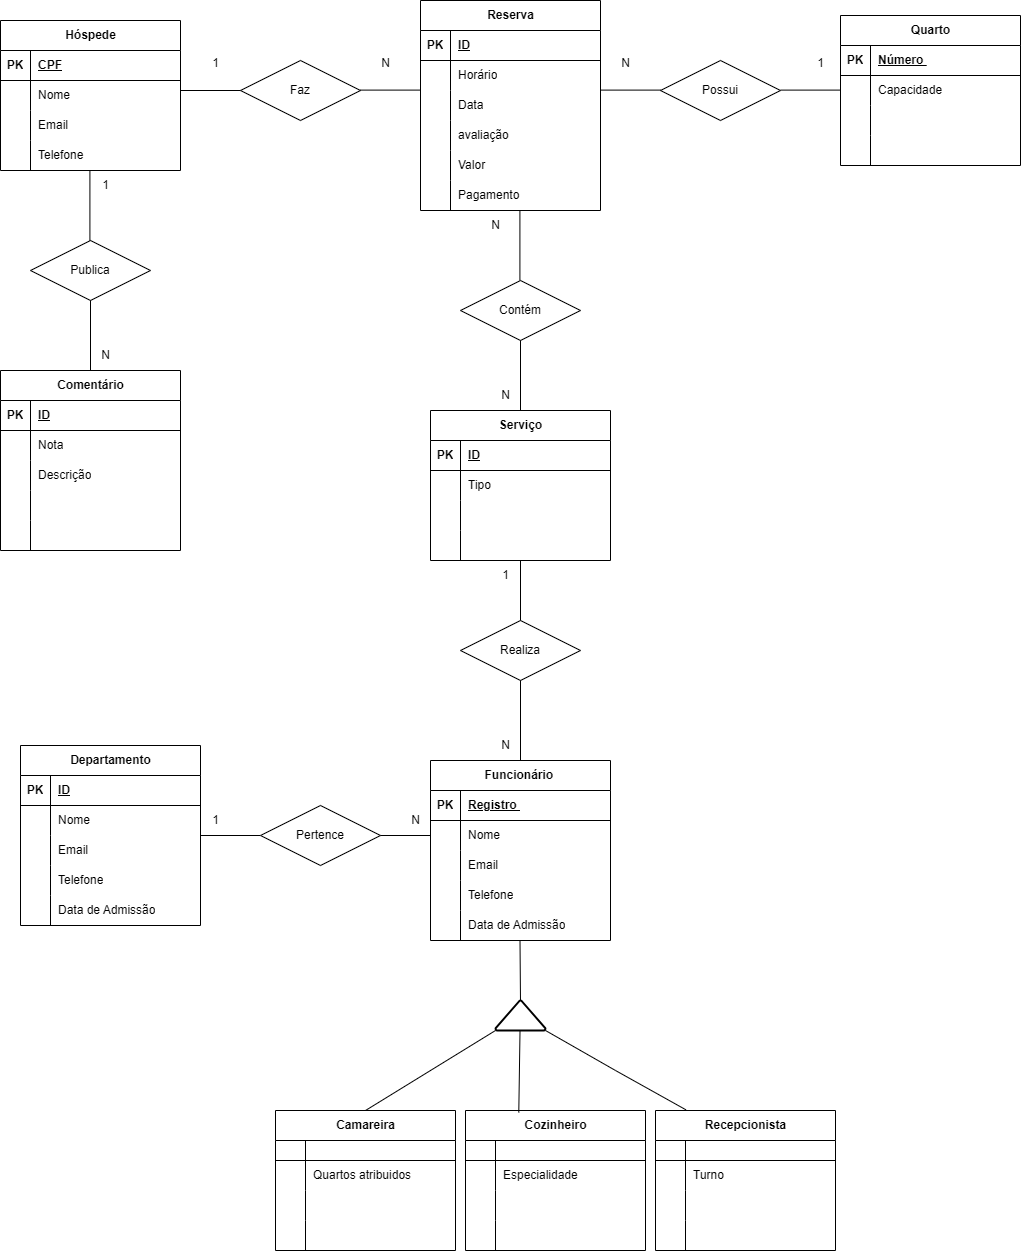 Hóspede
PK CPF
Nome
Email
Telefone
1
Faz
N
Reserva
PK ID
Horário
Data
avaliação
Valor
Pagamento
N
Possui
1
Quarto
PK Número
Capacidade
1
Publica
N
Comentário
PK ID
Nota
Descrição
N
Contém
N
Serviço
PK ID
Tipo
1
Realiza
N
Departamento
PK ID
Nome
Email
Telefone
Data de Admissão
1
Pertence
N
Funcionário
PK Registro
Nome
Email
Telefone
Data de Admissão
Camareira
Quartos atribuidos
Cozinheiro
Especialidade
Recepcionista
Turno